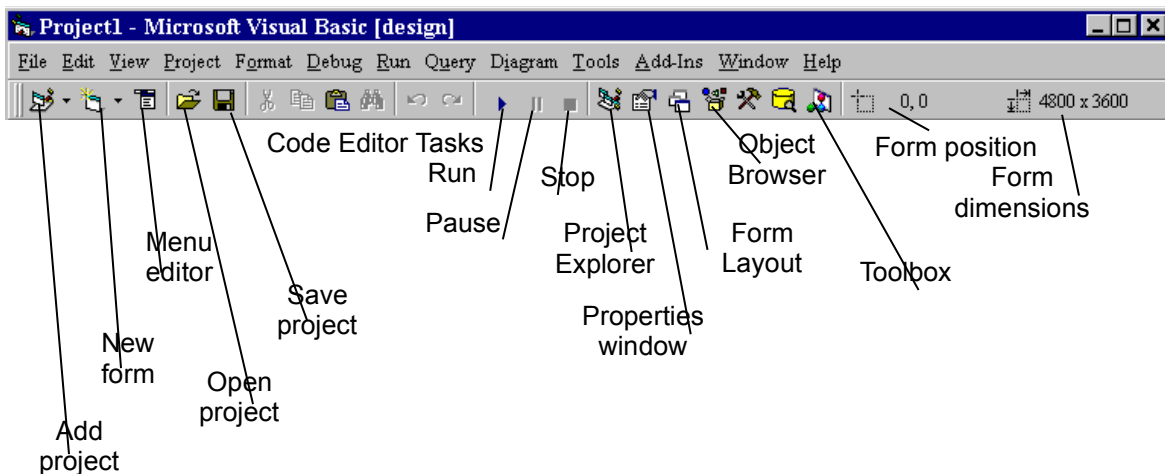 Project1 - Microsoft Visual Basic [design]
File Edit View Project Format Debug Run Query Diagram Tools Add-Ins Window Help
0, 0
4800 x 3600
Code Editor Tasks
Run
Stop
Pause
Object
Browser
Form position
Form
dimensions
Menu
editor
Project
Explorer
Form
Layout
Toolbox
Save
project
Properties
window
New
form
Open
project
Add
project